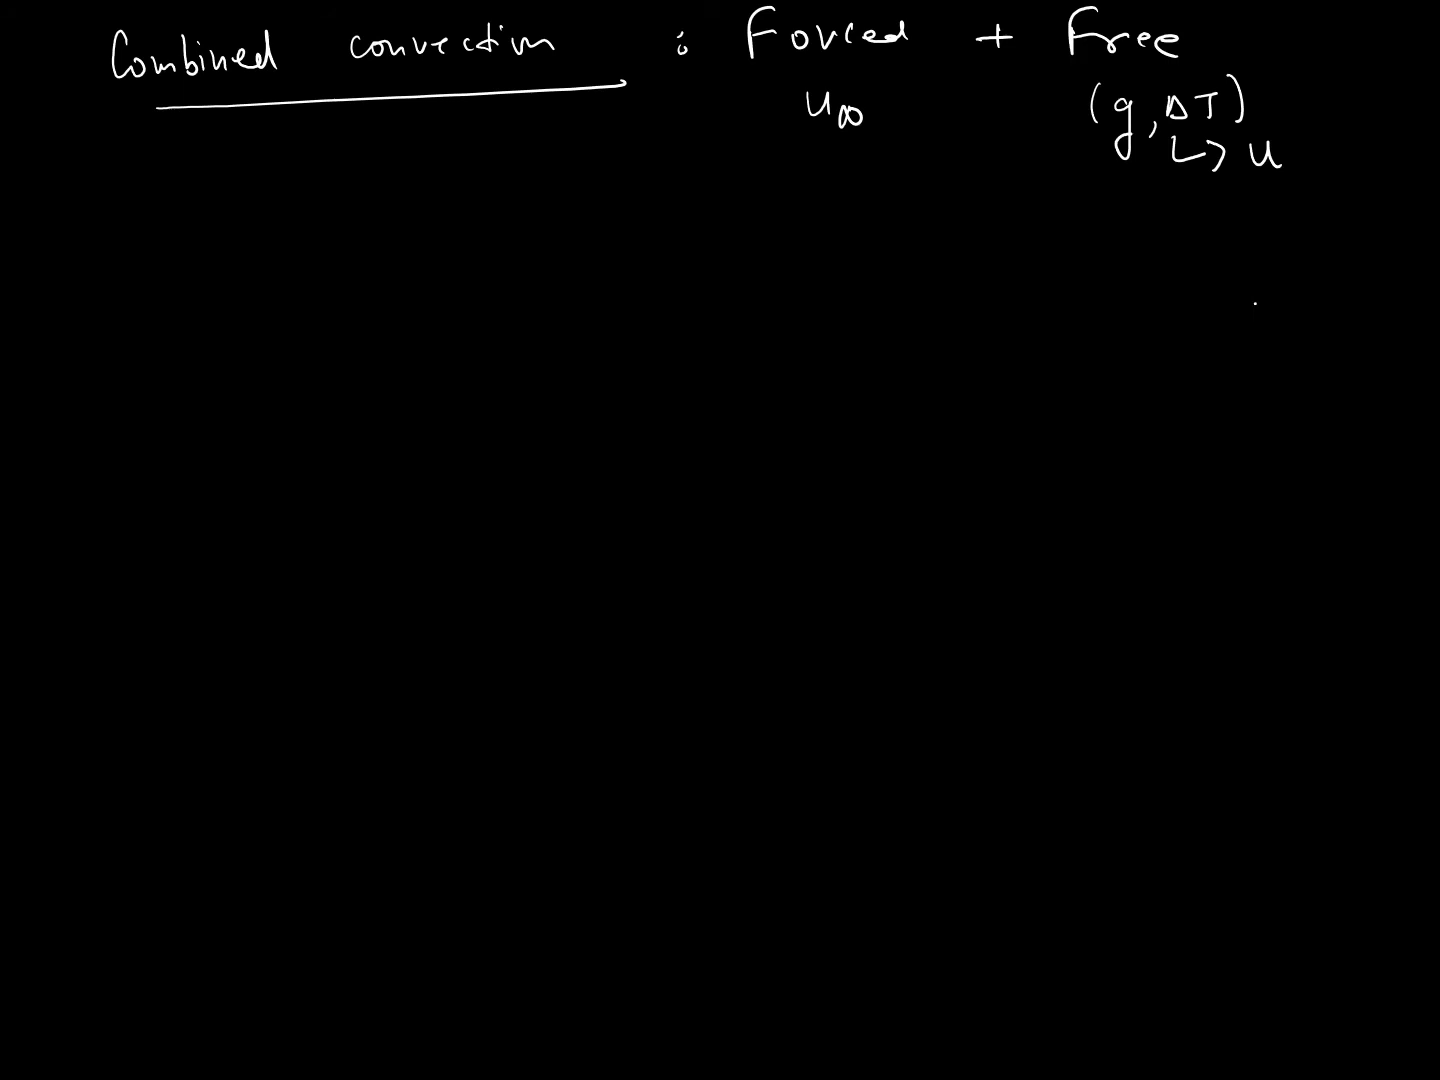 Combined convection : Forced + Free
u∞ (g, ΔT)
↳ u